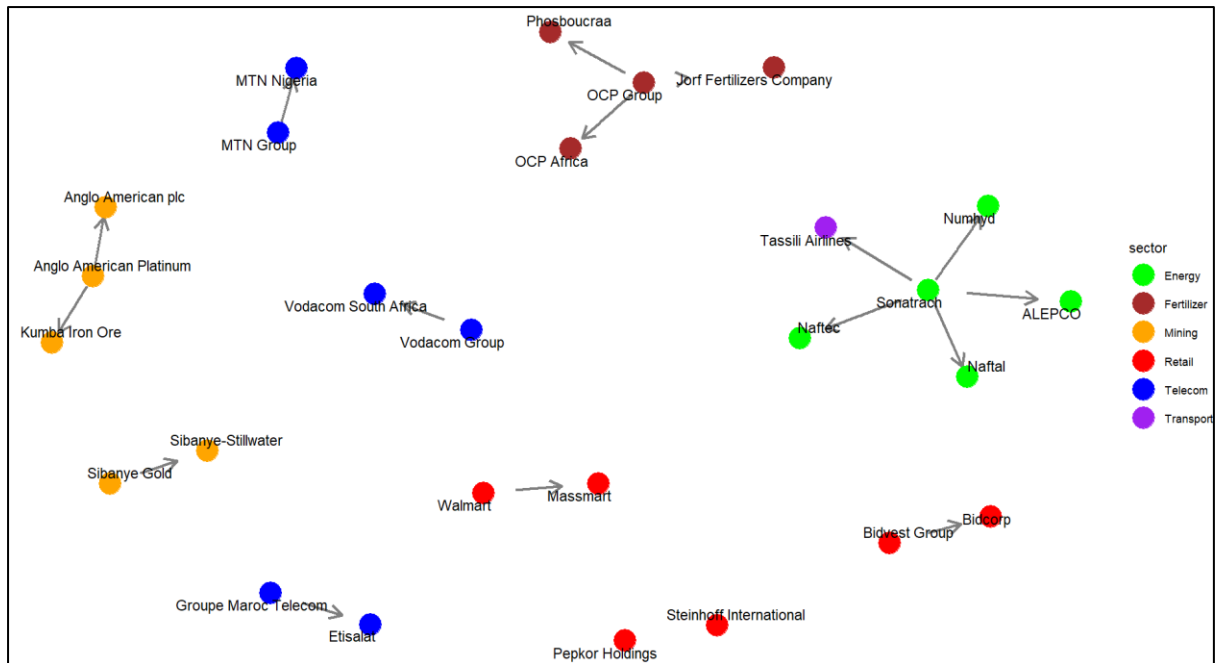 Phosboucraa
MTN Nigeria
Jorf Fertilizers Company
OCP Group
MTN Group
OCP Africa
Anglo American plc
Numhyd
Tassili Airlines
sector
Anglo American Platinum
Energy
Vodacom South Africa
Sonatrach
Fertilizer
ALEPCO
Kumba Iron Ore
Naftec
Mining
Vodacom Group
Naftal
Retail
Telecom
Transport
Sibanye-Stillwater
Sibanye Gold
Massmart
Walmart
Bidcorp
Bidvest Group
Groupe Maroc Telecom
Steinhoff International
Etisalat
Pepkor Holdings